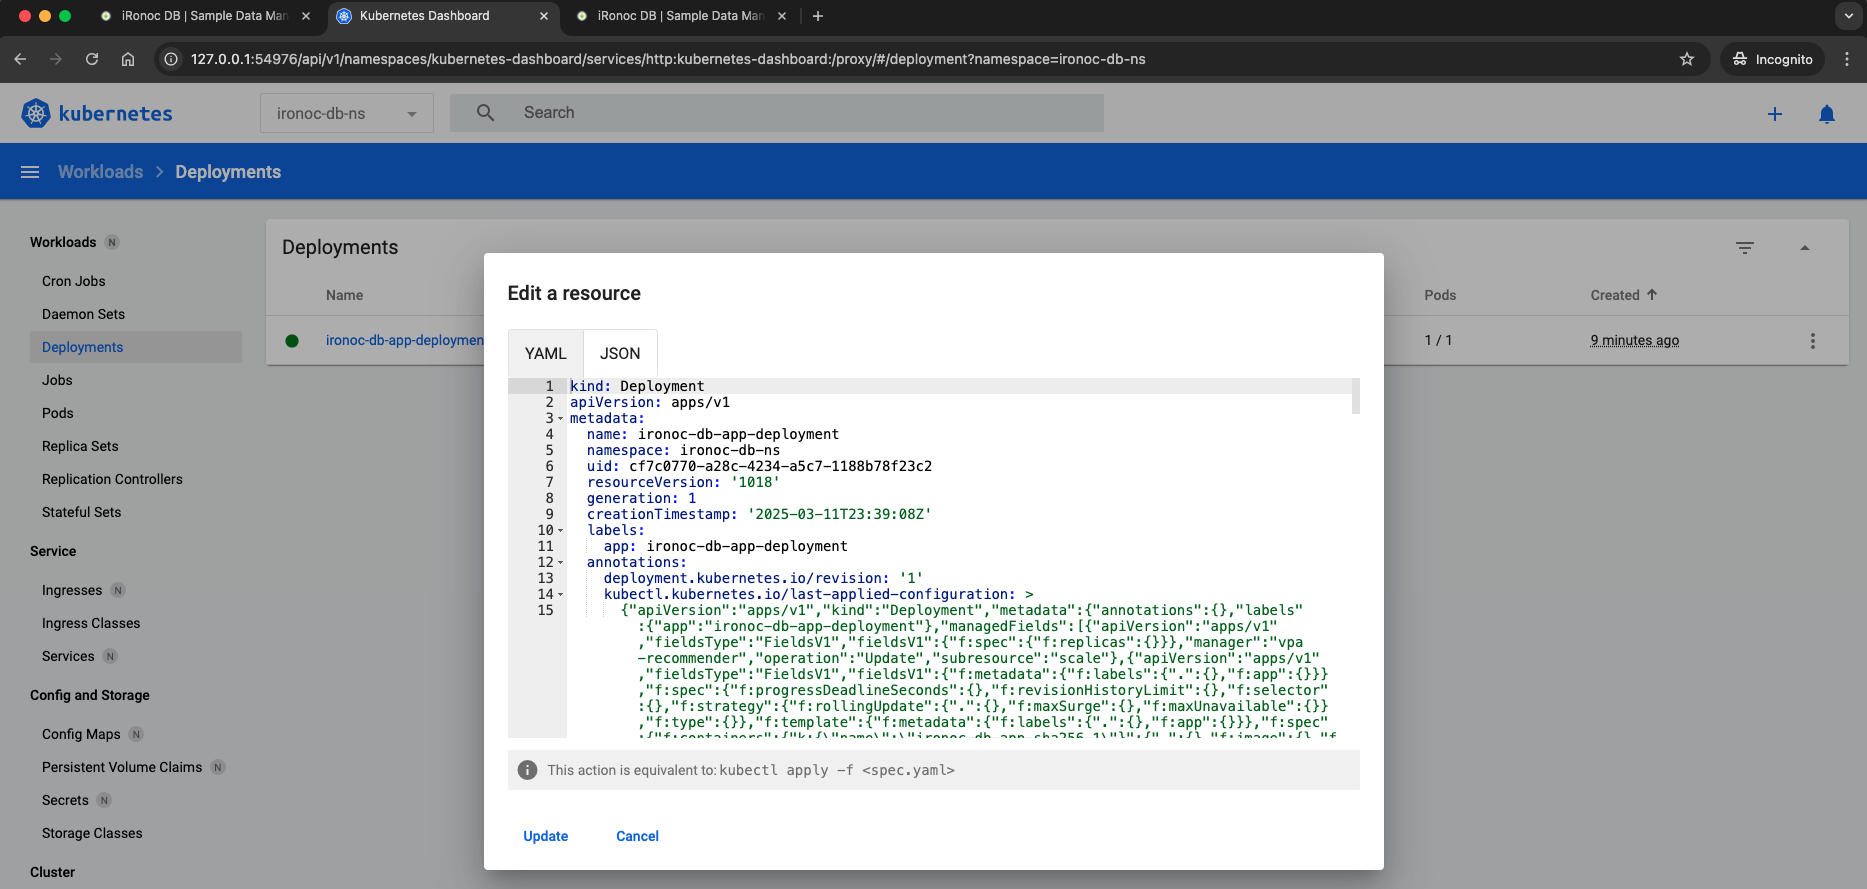 iRonoc DB | Sample Data Man
Kubernetes Dashboard
iRonoc DB | Sample Data Man
127.0.0.1:54976/api/v1/namespaces/kubernetes-dashboard/services/http:kubernetes-dashboard:/proxy/#/deployment?namespace=ironoc-db-ns
Incognito
kubernetes
ironoc-db-ns
Search
Workloads > Deployments
Workloads N
Cron Jobs
Daemon Sets
Deployments
Jobs
Pods
Replica Sets
Replication Controllers
Stateful Sets
Service
Ingresses N
Ingress Classes
Services N
Config and Storage
Config Maps N
Persistent Volume Claims N
Secrets N
Storage Classes
Cluster
Deployments
Name
Pods
Created
ironoc-db-app-deploymen
1 / 1
9 minutes ago
Edit a resource
YAML
JSON
1 kind: Deployment
2 apiVersion: apps/v1
3 metadata:
4 name: ironoc-db-app-deployment
5 namespace: ironoc-db-ns
6 uid: cf7c0770-a28c-4234-a5c7-1188b78f23c2
7 resourceVersion: '1018'
8 generation: 1
9 creationTimestamp: '2025-03-11T23:39:08Z'
10 labels:
11 app: ironoc-db-app-deployment
12 annotations:
13 deployment.kubernetes.io/revision: '1'
14 kubectl.kubernetes.io/last-applied-configuration: >
15 {"apiVersion":"apps/v1","kind":"Deployment","metadata":{"annotations":{},"labels"
:{"app":"ironoc-db-app-deployment"},"managedFields":[{"apiVersion":"apps/v1"
,"fieldsType":"FieldsV1","fieldsV1":{"f:spec":{"f:replicas":{}}},"manager":"vpa
-recommender","operation":"Update","subresource":"scale"},{"apiVersion":"apps/v1"
,"fieldsType":"FieldsV1","fieldsV1":{"f:metadata":{"f:labels":{".":{},"f:app":{}}}
,"f:spec":{"f:progressDeadlineSeconds":{},"f:revisionHistoryLimit":{},"f:selector"
:{},"f:strategy":{"f:rollingUpdate":{".":{},"f:maxSurge":{},"f:maxUnavailable":{}}
,"f:type":{}},"f:template":{"f:metadata":{"f:labels":{".":{},"f:app":{}}},"f:spec"
:{"f:containers":{"k:{\"name\":\"ironoc-db-app-sha256-1\"}":{".":{},"f:image":{},"f
This action is equivalent to: kubectl apply -f <spec.yaml>
Update
Cancel